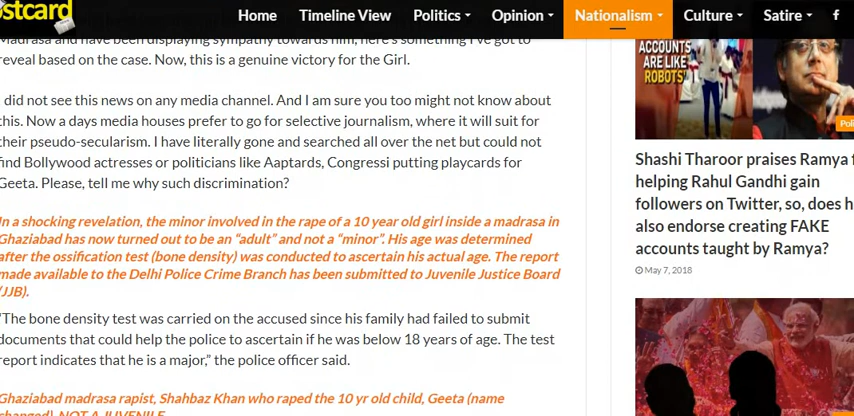 ostcard
Home Timeline View Politics Opinion Nationalism Culture Satire f
Madrasa and have been displaying sympathy towards him, here's something I've got to
reveal based on the case. Now, this is a genuine victory for the Girl.
I did not see this news on any media channel. And I am sure you too might not know about
this. Now a days media houses prefer to go for selective journalism, where it will suit for
their pseudo-secularism. I have literally gone and searched all over the net but could not
find Bollywood actresses or politicians like Aaptards, Congressi putting playcards for
Geeta. Please, tell me why such discrimination?
In a shocking revelation, the minor involved in the rape of a 10 year old girl inside a madrasa in
Ghaziabad has now turned out to be an “adult” and not a “minor”. His age was determined
after the ossification test (bone density) was conducted to ascertain his actual age. The report
made available to the Delhi Police Crime Branch has been submitted to Juvenile Justice Board
(JJB).
“The bone density test was carried on the accused since his family had failed to submit
documents that could help the police to ascertain if he was below 18 years of age. The test
report indicates that he is a major,” the police officer said.
Ghaziabad madrasa rapist, Shahbaz Khan who raped the 10 yr old child, Geeta (name
changed), NOT A JUVENILE
ACCOUNTS
ARE LIKE
ROBOTS'
Poli
Shashi Tharoor praises Ramya f
helping Rahul Gandhi gain
followers on Twitter, so, does h
also endorse creating FAKE
accounts taught by Ramya?
May 7, 2018